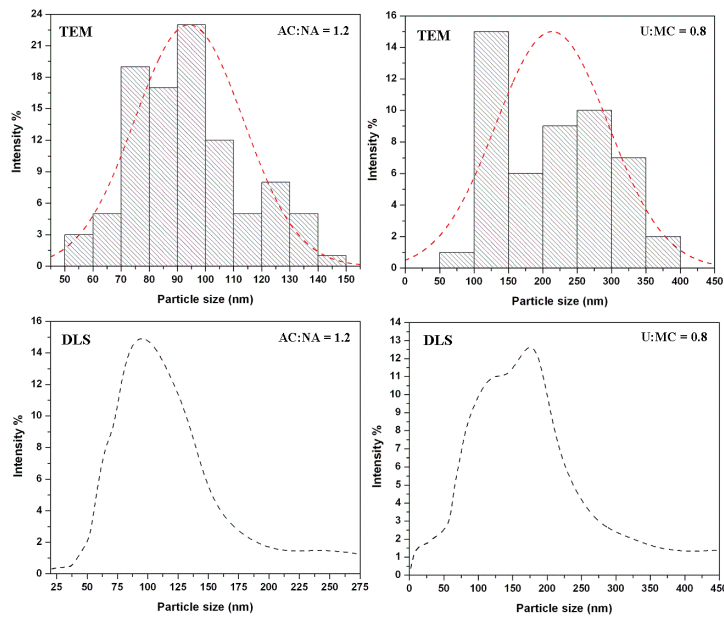 TEM
AC:NA = 1.2
24
21
18
15
12
9
6
3
0
Intensity %
50 60 70 80 90 100 110 120 130 140 150
Particle size (nm)
TEM
U:MC = 0.8
16
14
12
10
8
6
4
2
0
Intensity %
0 50 100 150 200 250 300 350 400 450
Particle size (nm)
DLS
AC:NA = 1.2
16
14
12
10
8
6
4
2
0
Intensity %
25 50 75 100 125 150 175 200 225 250 275
Particle size (nm)
DLS
U:MC = 0.8
14
13
12
11
10
9
8
7
6
5
4
3
2
1
0
Intensity %
0 50 100 150 200 250 300 350 400 450
Particle size (nm)